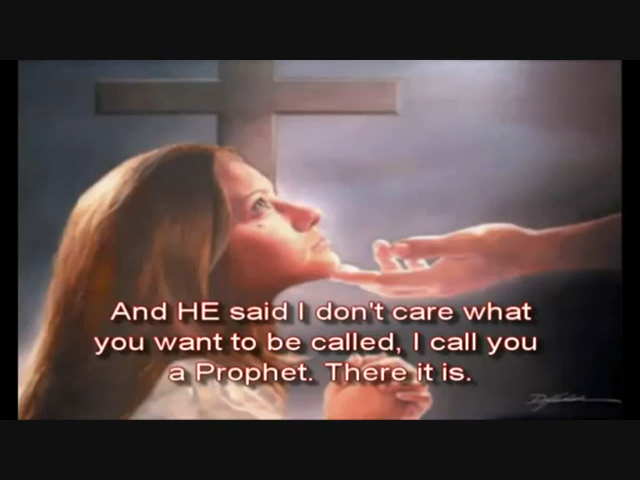 And HE said I don't care what
you want to be called, I call you
a Prophet. There it is.